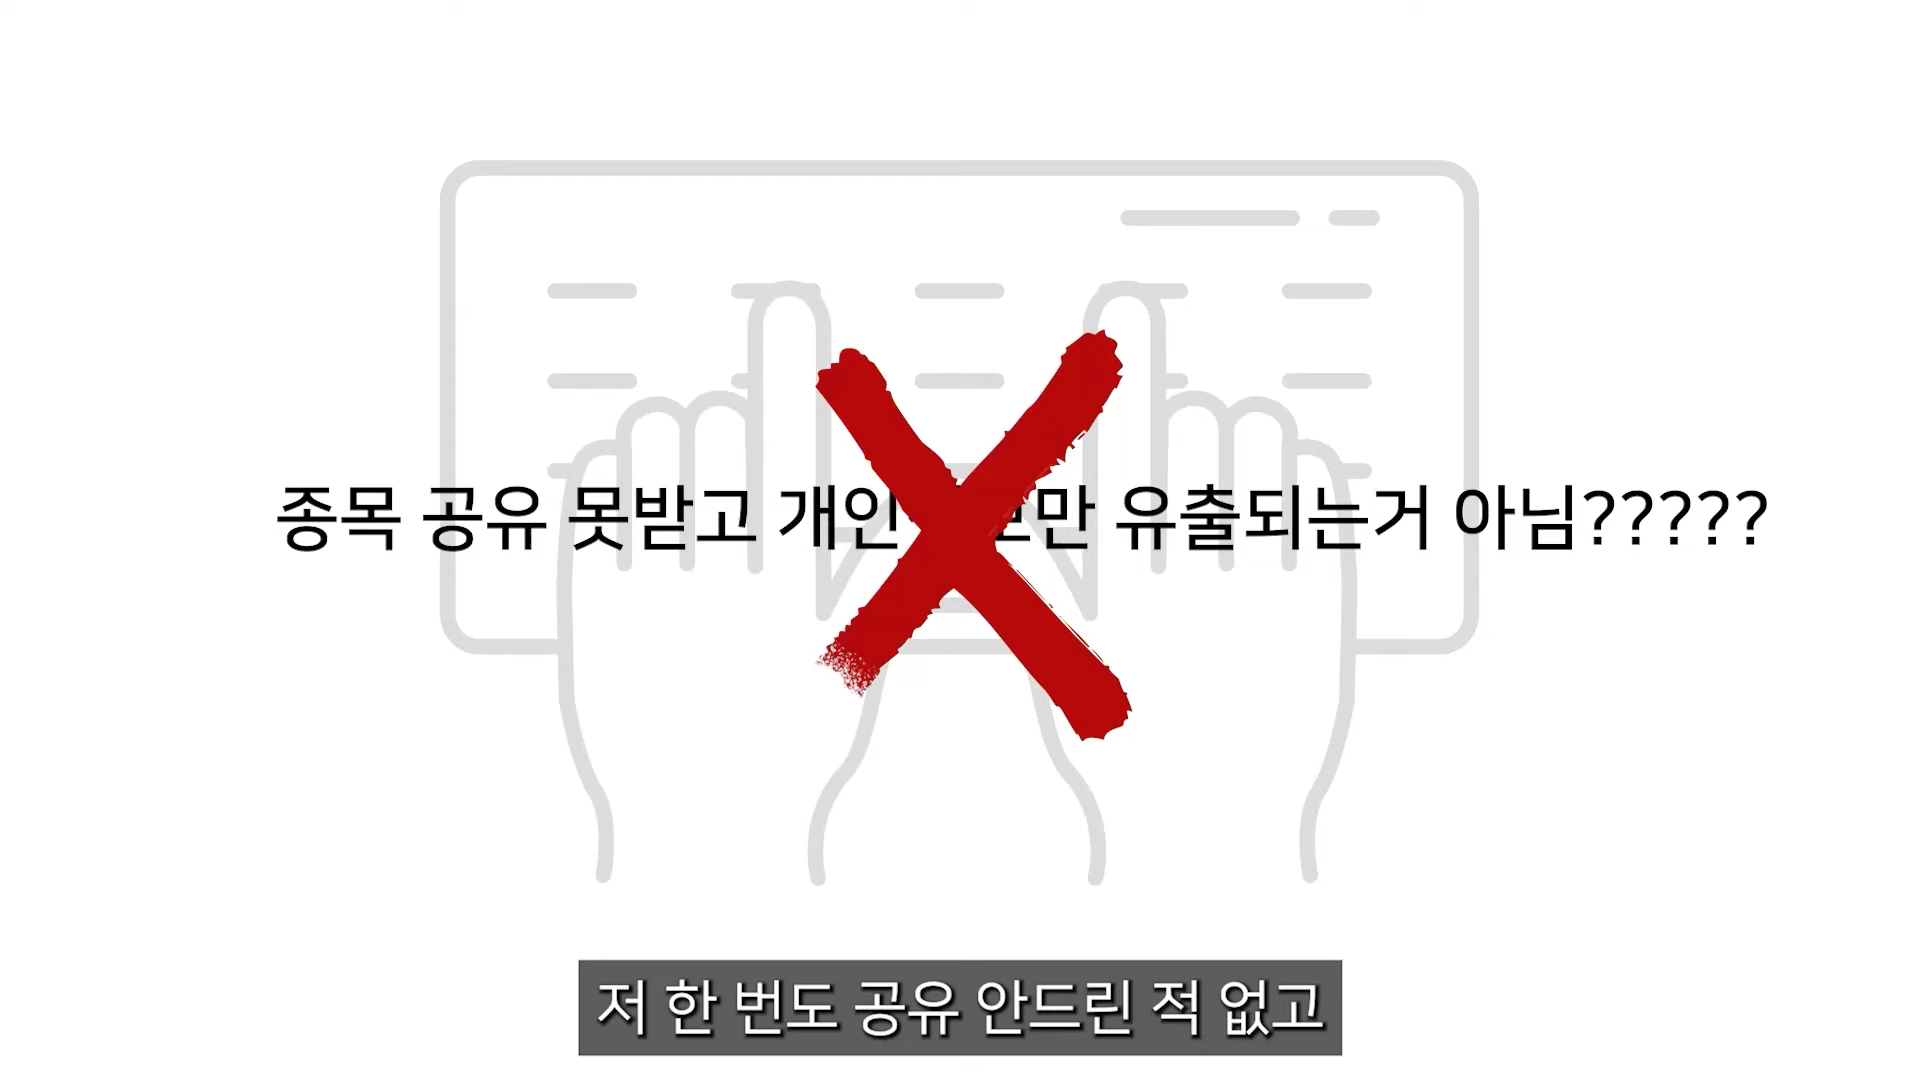 종목 공유 못받고 개인 만 유출되는거 아님?????
저 한 번도 공유 안드린 적 없고